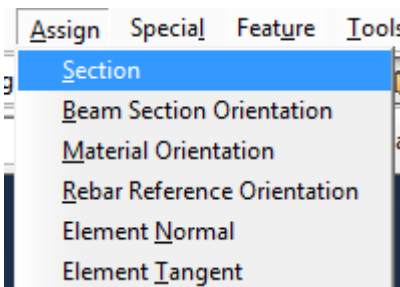 Assign Special Feature Tools
Section
Beam Section Orientation
Material Orientation
Rebar Reference Orientation
Element Normal
Element Tangent